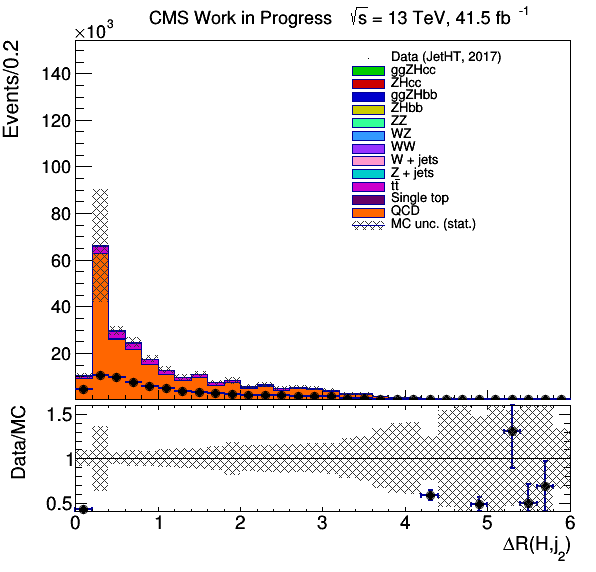 CMS Work in Progress √s = 13 TeV, 41.5 fb⁻¹
×10³
Events/0.2
140
120
100
80
60
40
20
Data (JetHT, 2017)
ggZHcc
ZHcc
ggZHbb
ZHbb
ZZ
WZ
WW
W + jets
Z + jets
tt̄
Single top
QCD
MC unc. (stat.)
Data/MC
1.5
1
0.5
0 1 2 3 4 5 6
ΔR(H,j₂)